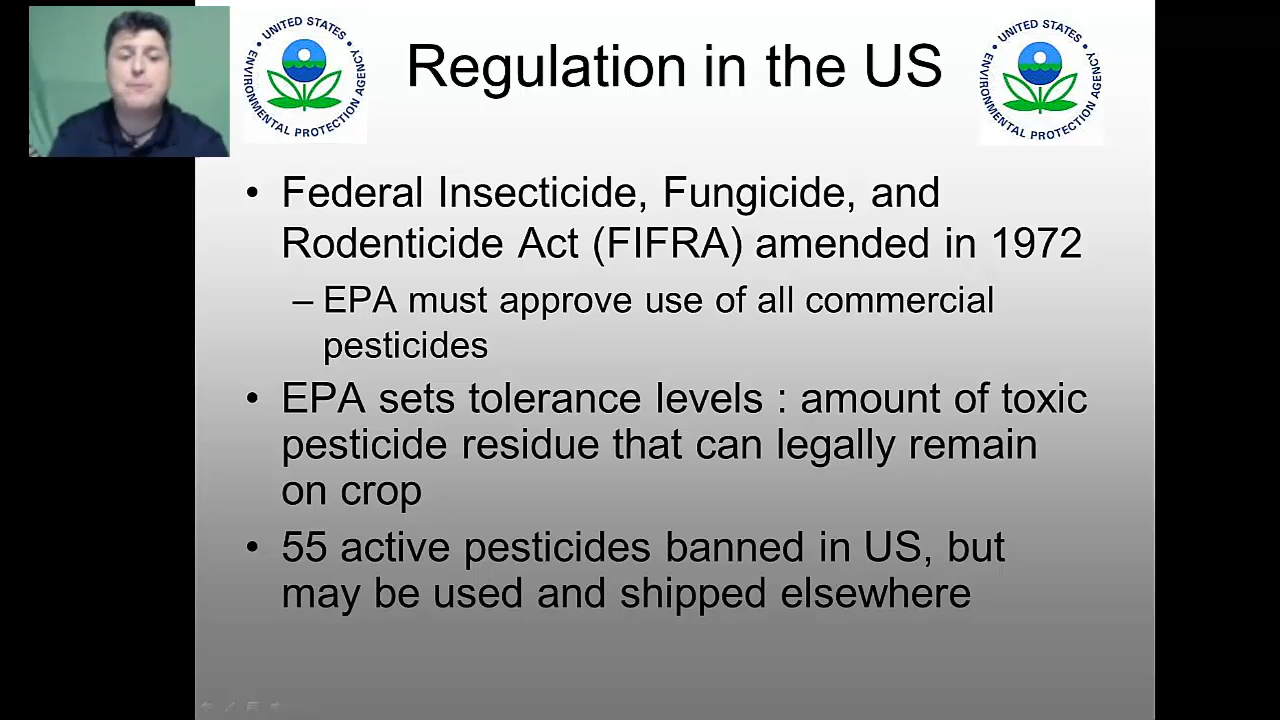 UNITED STATES
ENVIRONMENTAL PROTECTION AGENCY
Regulation in the US
UNITED STATES
ENVIRONMENTAL PROTECTION AGENCY
• Federal Insecticide, Fungicide, and
Rodenticide Act (FIFRA) amended in 1972
– EPA must approve use of all commercial
pesticides
• EPA sets tolerance levels : amount of toxic
pesticide residue that can legally remain
on crop
• 55 active pesticides banned in US, but
may be used and shipped elsewhere